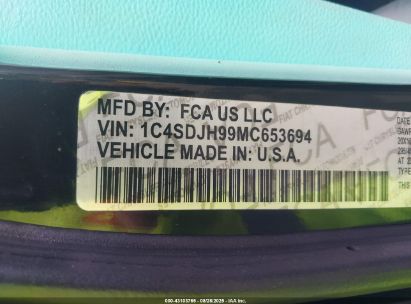 MFD BY: FCA US LLC
VIN: 1C4SDJH99MC653694
VEHICLE MADE IN: U.S.A.